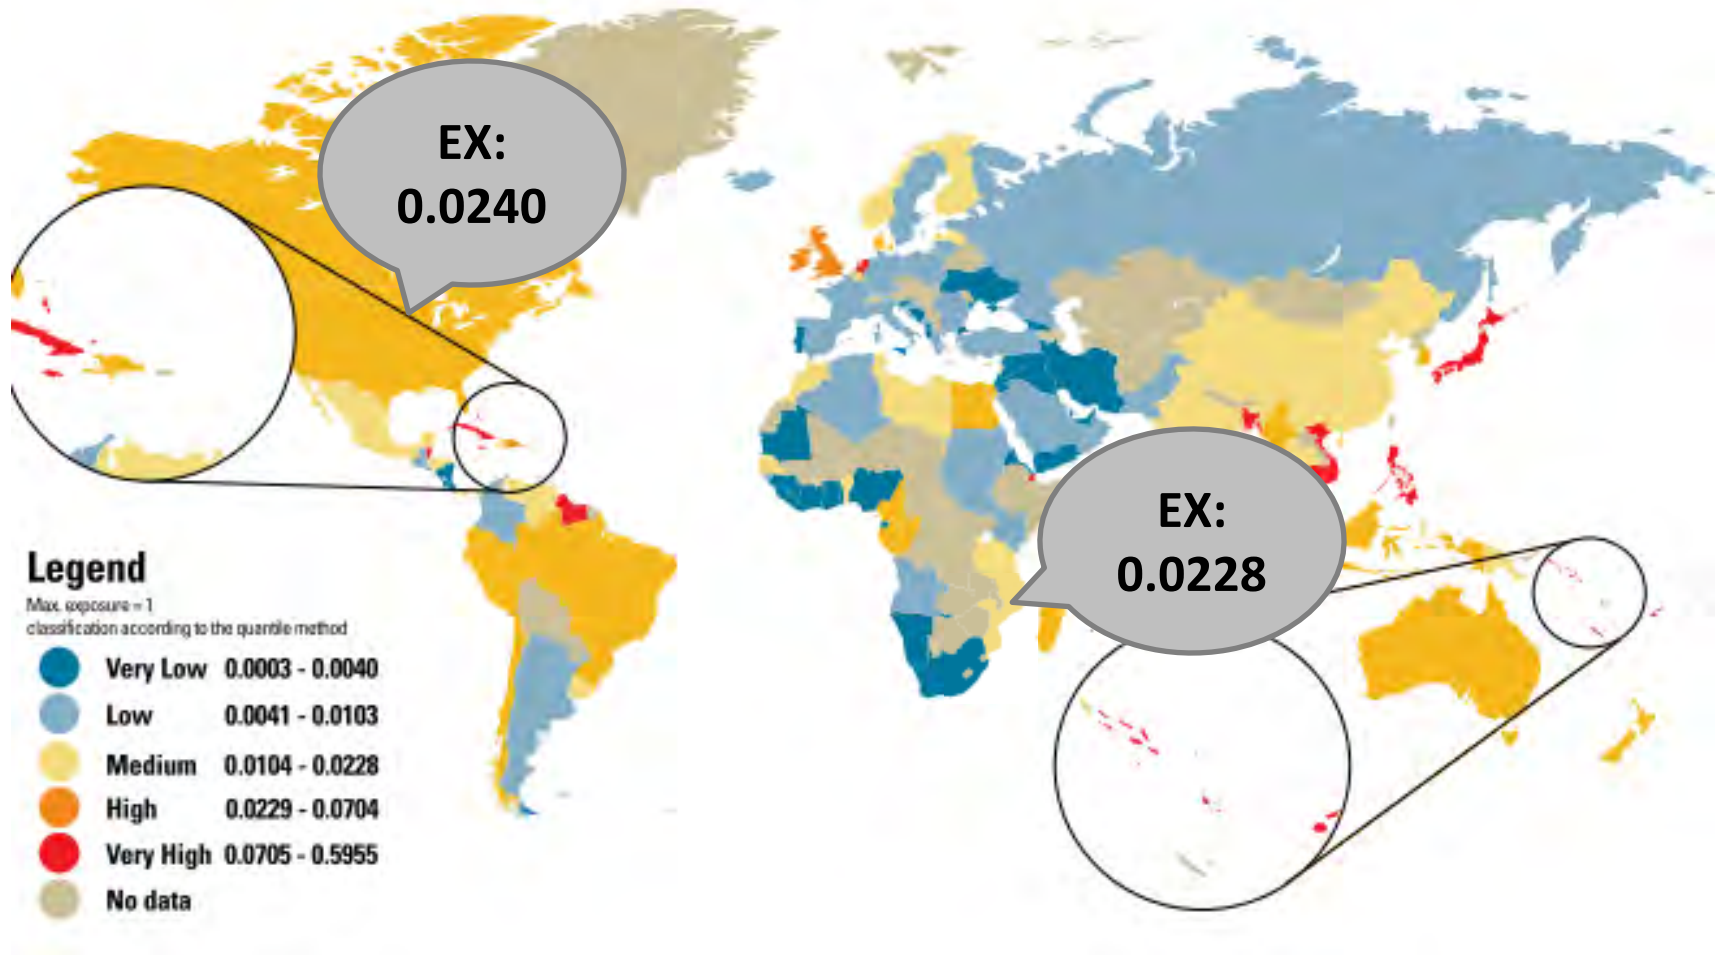 EX:
0.0240
EX:
0.0228
Legend
Max. exposure = 1
classification according to the quantile method
Very Low 0.0003 - 0.0040
Low 0.0041 - 0.0103
Medium 0.0104 - 0.0228
High 0.0229 - 0.0704
Very High 0.0705 - 0.5955
No data